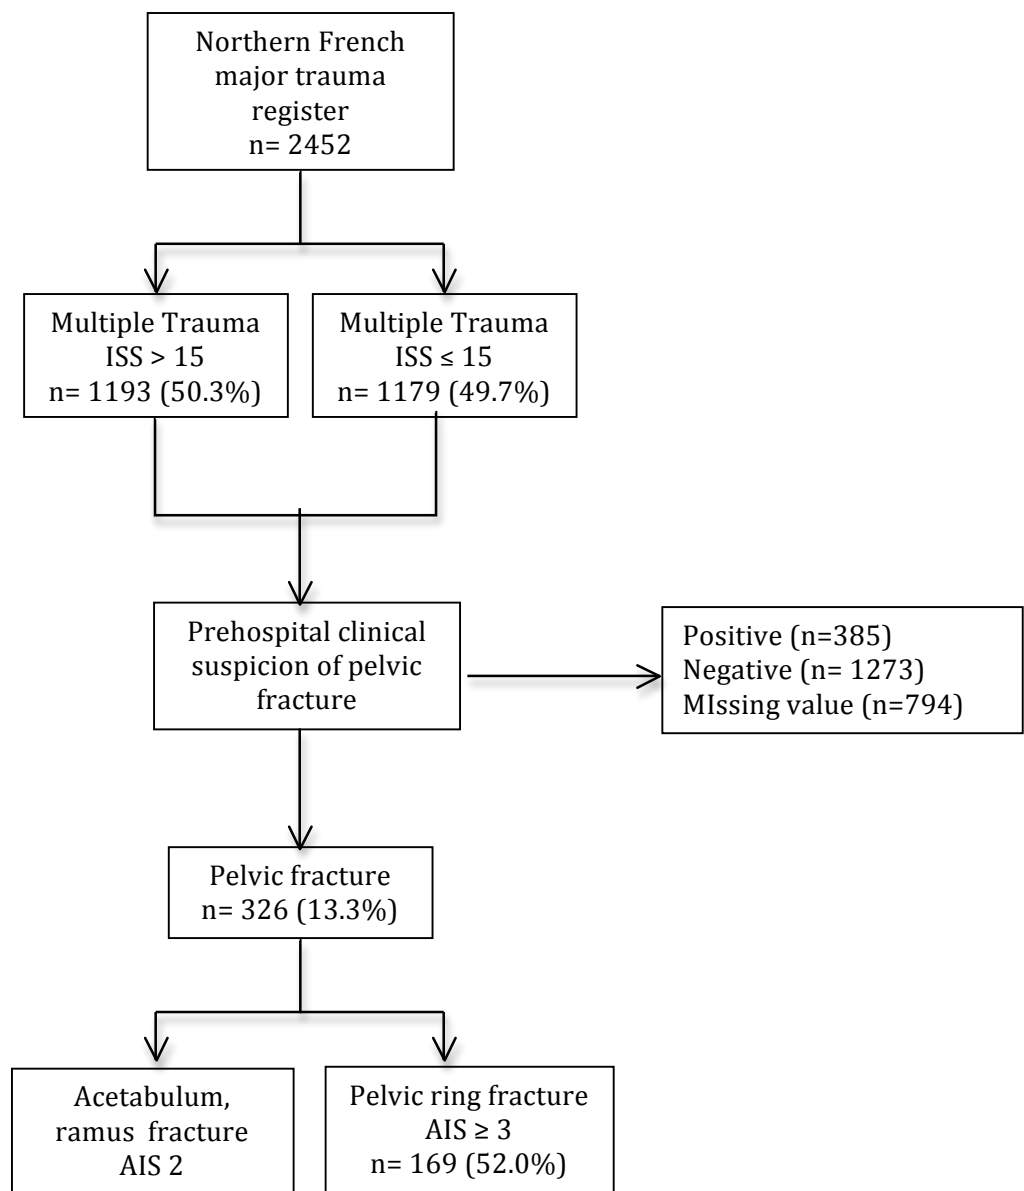 Northern French
major trauma
register
n= 2452
Multiple Trauma
ISS > 15
n= 1193 (50.3%)
Multiple Trauma
ISS ≤ 15
n= 1179 (49.7%)
Prehospital clinical
suspicion of pelvic
fracture
Positive (n=385)
Negative (n= 1273)
MIssing value (n=794)
Pelvic fracture
n= 326 (13.3%)
Acetabulum,
ramus fracture
AIS 2
Pelvic ring fracture
AIS ≥ 3
n= 169 (52.0%)